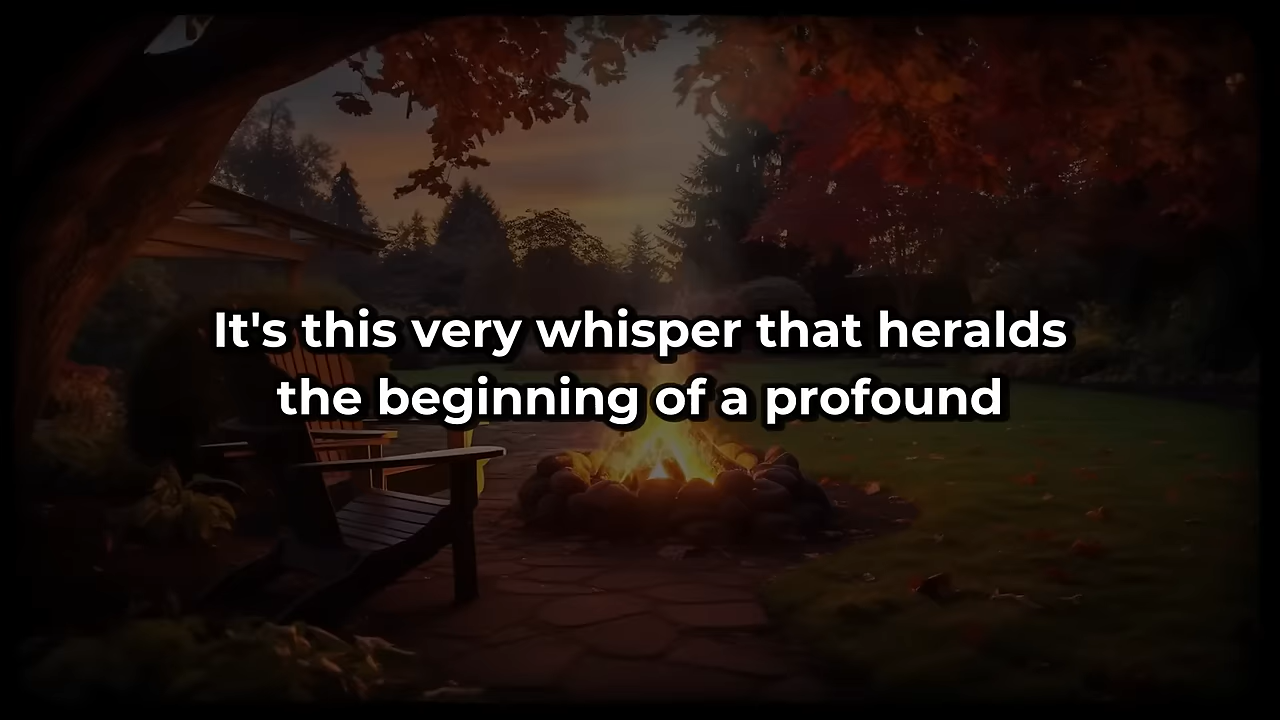 It's this very whisper that heralds
the beginning of a profound